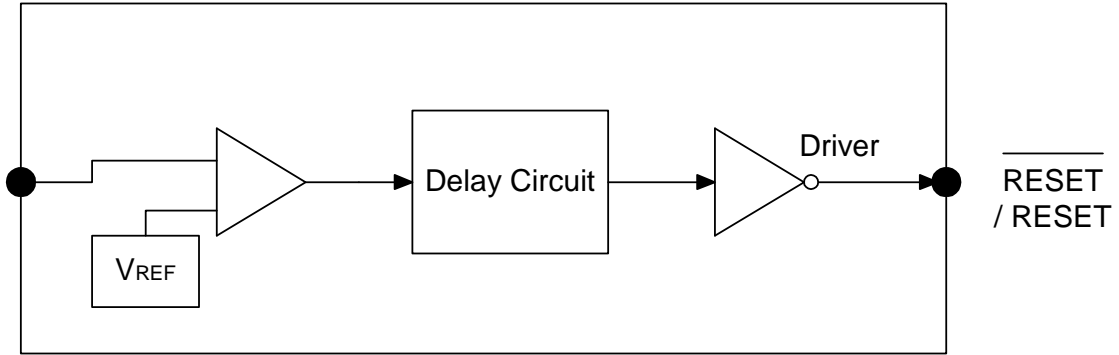 Driver
Delay Circuit
RESET
/ RESET
VREF